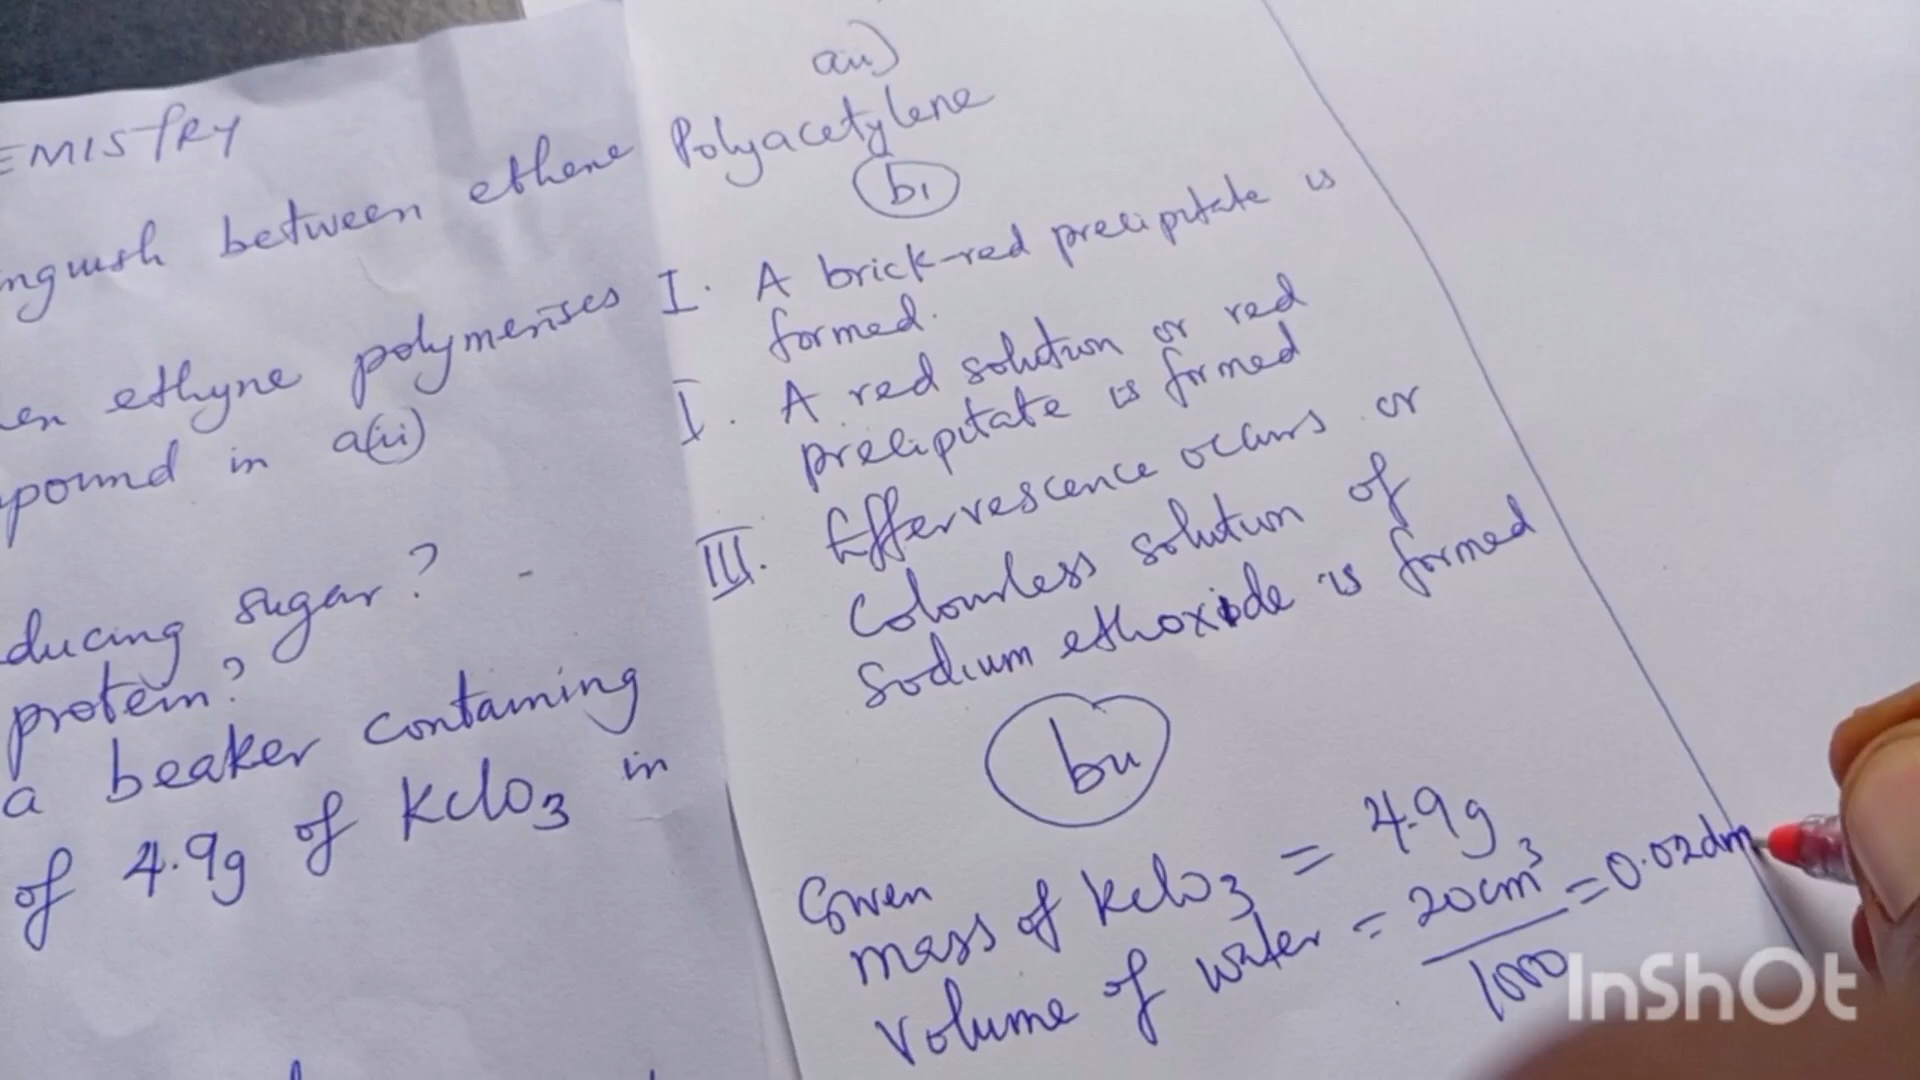 EMISTRY
nguish between ethene
en ethyne polymerises
pound in a(ii)
ducing sugar?
protein?
a beaker containing
of 4.9g of KClO3 in
aii)
Polyacetylene
bi
I. A brick-red precipitate is
formed.
I. A red solution or red
precipitate is formed
III. Effervescence occurs or
Colourless solution of
Sodium ethoxide is formed
bii
Given
mass of KClO3 = 4.9g
Volume of water = 20cm³/1000 = 0.02dm
InShOt